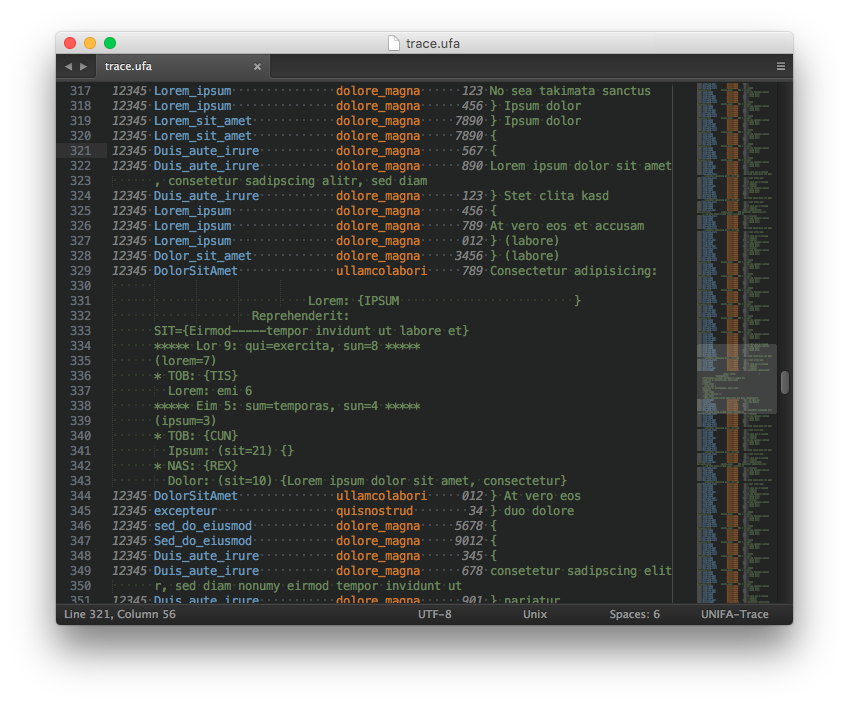 trace.ufa
trace.ufa
317 12345 Lorem_ipsum dolore_magna 123 No sea takimata sanctus
318 12345 Lorem_ipsum dolore_magna 456 } Ipsum dolor
319 12345 Lorem_sit_amet dolore_magna 7890 } Ipsum dolor
320 12345 Lorem_sit_amet dolore_magna 7890 {
321 12345 Duis_aute_irure dolore_magna 567 {
322 12345 Duis_aute_irure dolore_magna 890 Lorem ipsum dolor sit amet
323 , consetetur sadipscing alitr, sed diam
324 12345 Duis_aute_irure dolore_magna 123 } Stet clita kasd
325 12345 Lorem_ipsum dolore_magna 456 {
326 12345 Lorem_ipsum dolore_magna 789 At vero eos et accusam
327 12345 Lorem_ipsum dolore_magna 012 } (labore)
328 12345 Dolor_sit_amet dolore_magna 3456 } (labore)
329 12345 DolorSitAmet ullamcolabori 789 Consectetur adipisicing:
330
331 Lorem: {IPSUM }
332 Reprehenderit:
333 SIT={Eirmod-----tempor invidunt ut labore et}
334 ***** Lor 9: qui=exercita, sun=8 *****
335 (lorem=7)
336 * TOB: {TIS}
337 Lorem: emi 6
338 ***** Eim 5: sum=temporas, sun=4 *****
339 (ipsum=3)
340 * TOB: {CUN}
341 Ipsum: (sit=21) {}
342 * NAS: {REX}
343 Dolor: (sit=10) {Lorem ipsum dolor sit amet, consectetur}
344 12345 DolorSitAmet ullamcolabori 012 } At vero eos
345 12345 excepteur quisnostrud 34 } duo dolore
346 12345 sed_do_eiusmod dolore_magna 5678 {
347 12345 Sed_do_eiusmod dolore_magna 9012 {
348 12345 Duis_aute_irure dolore_magna 345 {
349 12345 Duis_aute_irure dolore_magna 678 consetetur sadipscing elit
350 r, sed diam nonumy eirmod tempor invidunt ut
351 12345 Duis_aute_irure dolore_magna 901 } pariatur
Line 321, Column 56 UTF-8 Unix Spaces: 6 UNIFA-Trace